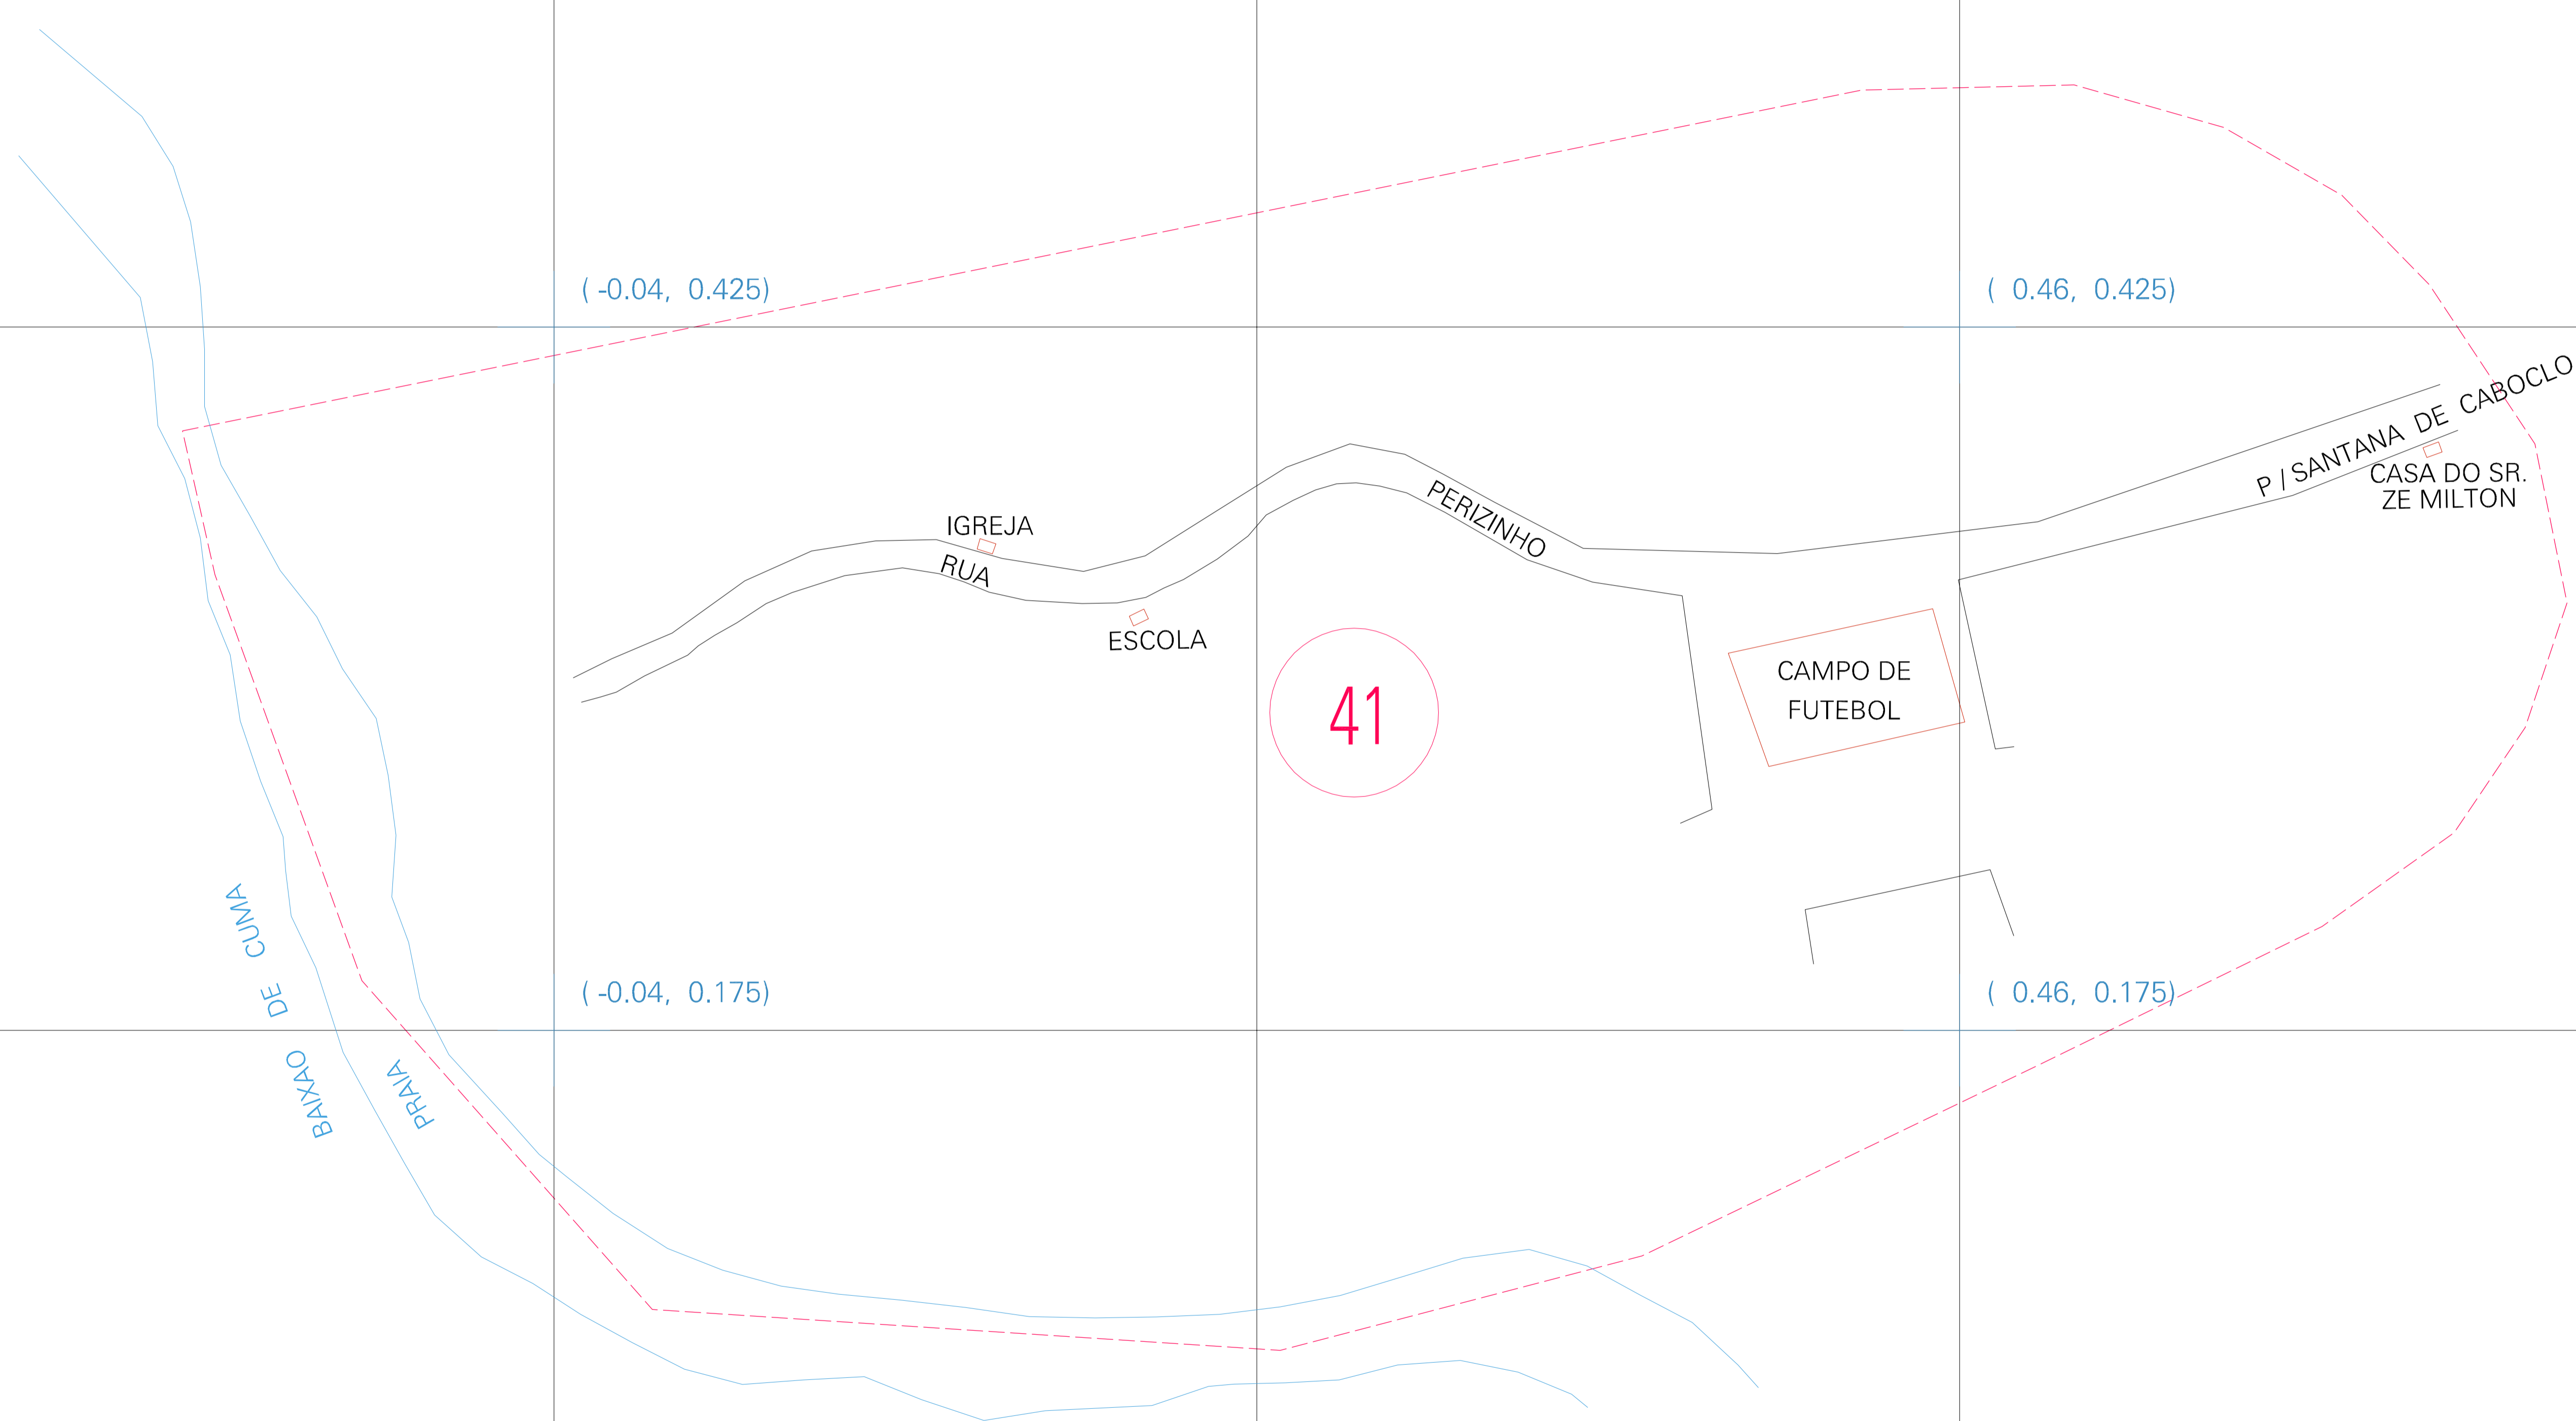 ( -0.04, 0.425)
( 0.46, 0.425)
P / SANTANA DE CABOCLO
CASA DO SR.
ZE MILTON
IGREJA
RUA PERIZINHO
ESCOLA
CAMPO DE
FUTEBOL
41
( -0.04, 0.175)
( 0.46, 0.175)
BAIXAO DE CUMA
PRAIA